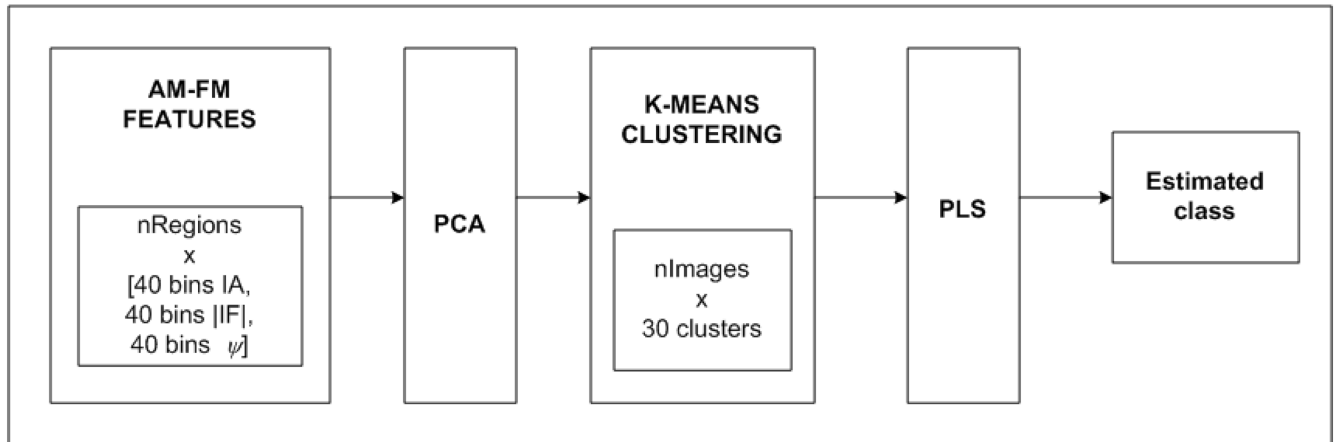 AM-FM
FEATURES
nRegions
x
[40 bins IA,
40 bins |IF|,
40 bins ψ]
PCA
K-MEANS
CLUSTERING
nImages
x
30 clusters
PLS
Estimated
class